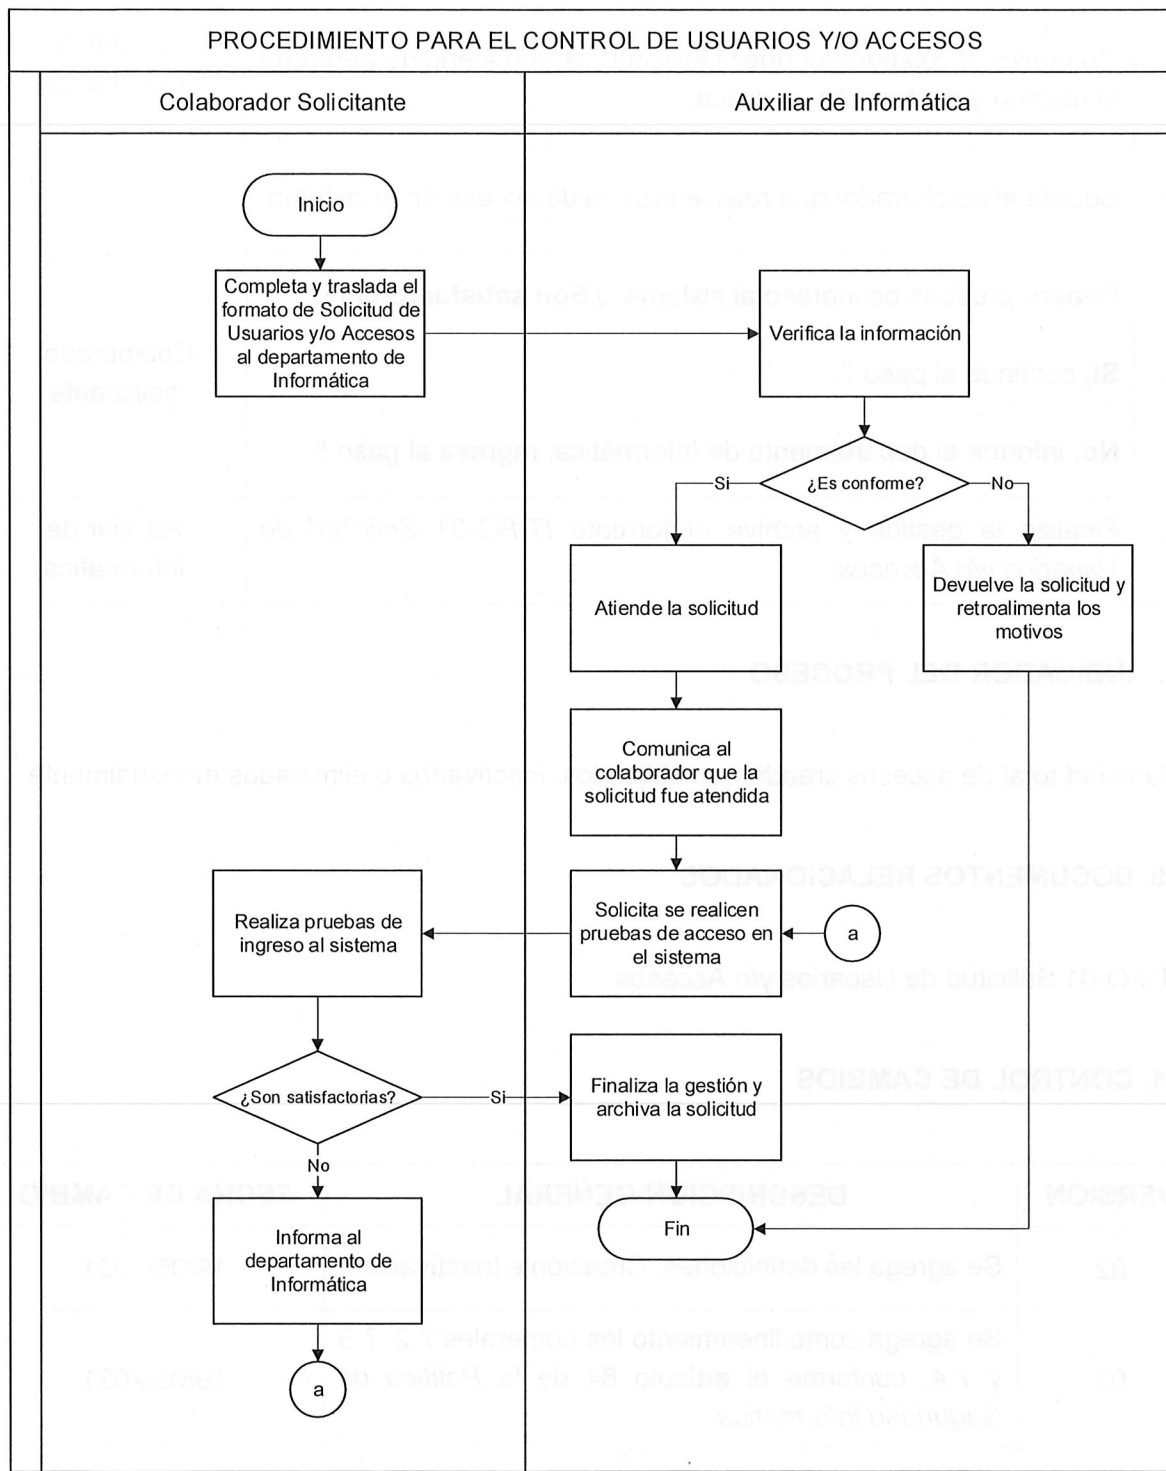 PROCEDIMIENTO PARA EL CONTROL DE USUARIOS Y/O ACCESOS
Colaborador Solicitante
Auxiliar de Informática
Inicio
Completa y traslada el
formato de Solicitud de
Usuarios y/o Accesos
al departamento de
Informática
Verifica la información
¿Es conforme?
Si
No
Atiende la solicitud
Devuelve la solicitud y
retroalimenta los
motivos
Comunica al
colaborador que la
solicitud fue atendida
Realiza pruebas de
ingreso al sistema
Solicita se realicen
pruebas de acceso en
el sistema
a
¿Son satisfactorias?
Si
Finaliza la gestión y
archiva la solicitud
No
Informa al
departamento de
Informática
Fin
a